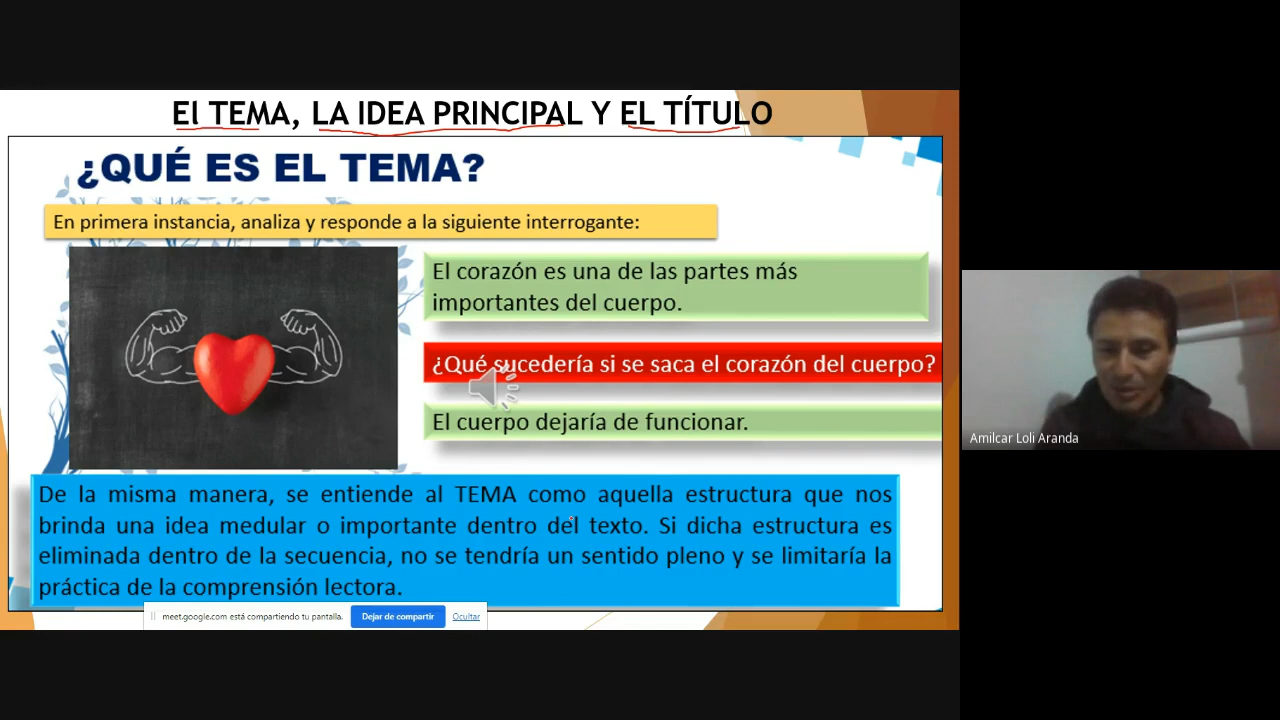 El TEMA, LA IDEA PRINCIPAL Y EL TÍTULO
¿QUÉ ES EL TEMA?
En primera instancia, analiza y responde a la siguiente interrogante:
El corazón es una de las partes más
importantes del cuerpo.
¿Qué sucedería si se saca el corazón del cuerpo?
El cuerpo dejaría de funcionar.
De la misma manera, se entiende al TEMA como aquella estructura que nos
brinda una idea medular o importante dentro del texto. Si dicha estructura es
eliminada dentro de la secuencia, no se tendría un sentido pleno y se limitaría la
práctica de la comprensión lectora.
meet.google.com está compartiendo tu pantalla.
Dejar de compartir
Ocultar
Amilcar Loli Aranda